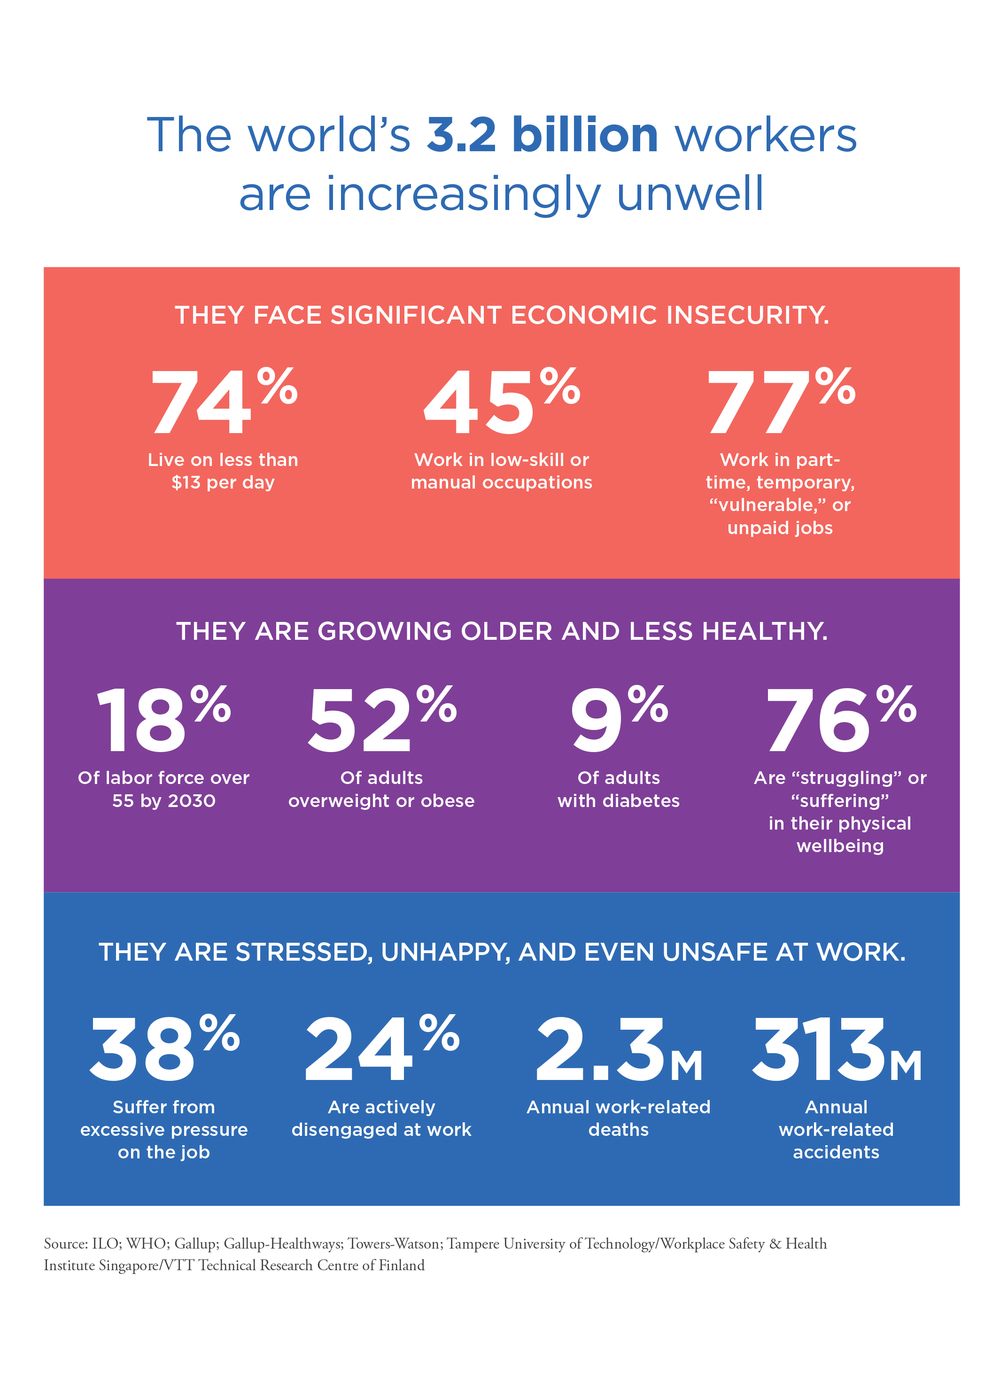 The world's 3.2 billion workers
are increasingly unwell
THEY FACE SIGNIFICANT ECONOMIC INSECURITY.
74%
Live on less than
$13 per day
45%
Work in low-skill or
manual occupations
77%
Work in part-
time, temporary,
“vulnerable,” or
unpaid jobs
THEY ARE GROWING OLDER AND LESS HEALTHY.
18%
Of labor force over
55 by 2030
52%
Of adults
overweight or obese
9%
Of adults
with diabetes
76%
Are “struggling” or
“suffering”
in their physical
wellbeing
THEY ARE STRESSED, UNHAPPY, AND EVEN UNSAFE AT WORK.
38%
Suffer from
excessive pressure
on the job
24%
Are actively
disengaged at work
2.3M
Annual work-related
deaths
313M
Annual
work-related
accidents
Source: ILO; WHO; Gallup; Gallup-Healthways; Towers-Watson; Tampere University of Technology/Workplace Safety & Health
Institute Singapore/VTT Technical Research Centre of Finland